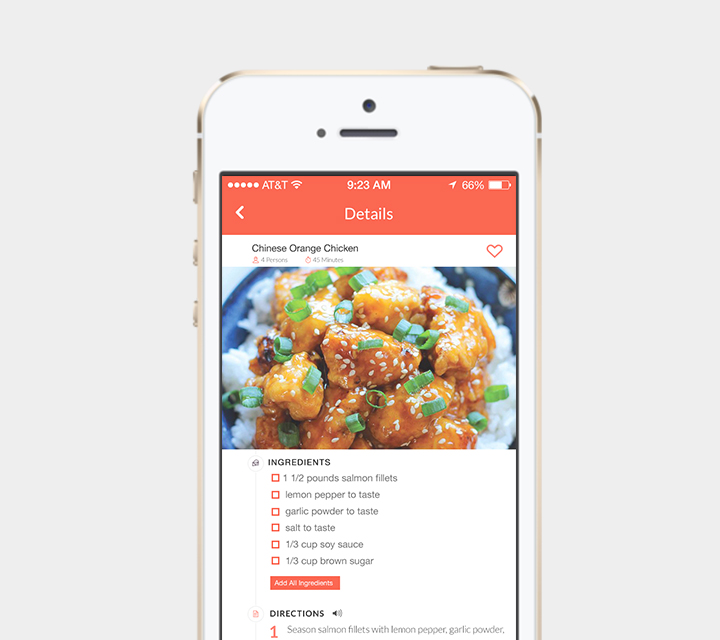 AT&T 9:23 AM 66%
Details
Chinese Orange Chicken
4 Persons 45 Minutes
INGREDIENTS
1 1/2 pounds salmon fillets
lemon pepper to taste
garlic powder to taste
salt to taste
1/3 cup soy sauce
1/3 cup brown sugar
Add All Ingredients
DIRECTIONS
1 Season salmon fillets with lemon pepper, garlic powder,